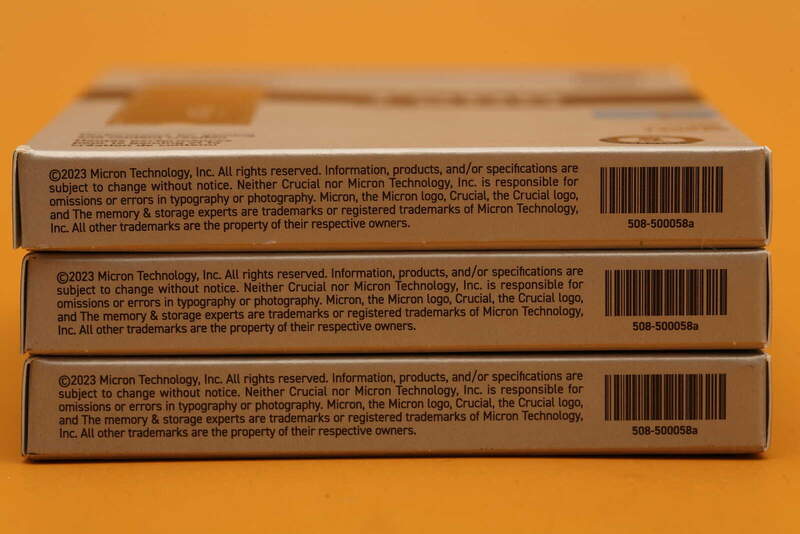 ©2023 Micron Technology, Inc. All rights reserved. Information, products, and/or specifications are
subject to change without notice. Neither Crucial nor Micron Technology, Inc. is responsible for
omissions or errors in typography or photography. Micron, the Micron logo, Crucial, the Crucial logo,
and The memory & storage experts are trademarks or registered trademarks of Micron Technology,
Inc. All other trademarks are the property of their respective owners.
508-500058a
©2023 Micron Technology, Inc. All rights reserved. Information, products, and/or specifications are
subject to change without notice. Neither Crucial nor Micron Technology, Inc. is responsible for
omissions or errors in typography or photography. Micron, the Micron logo, Crucial, the Crucial logo,
and The memory & storage experts are trademarks or registered trademarks of Micron Technology,
Inc. All other trademarks are the property of their respective owners.
508-500058a
©2023 Micron Technology, Inc. All rights reserved. Information, products, and/or specifications are
subject to change without notice. Neither Crucial nor Micron Technology, Inc. is responsible for
omissions or errors in typography or photography. Micron, the Micron logo, Crucial, the Crucial logo,
and The memory & storage experts are trademarks or registered trademarks of Micron Technology,
Inc. All other trademarks are the property of their respective owners.
508-500058a